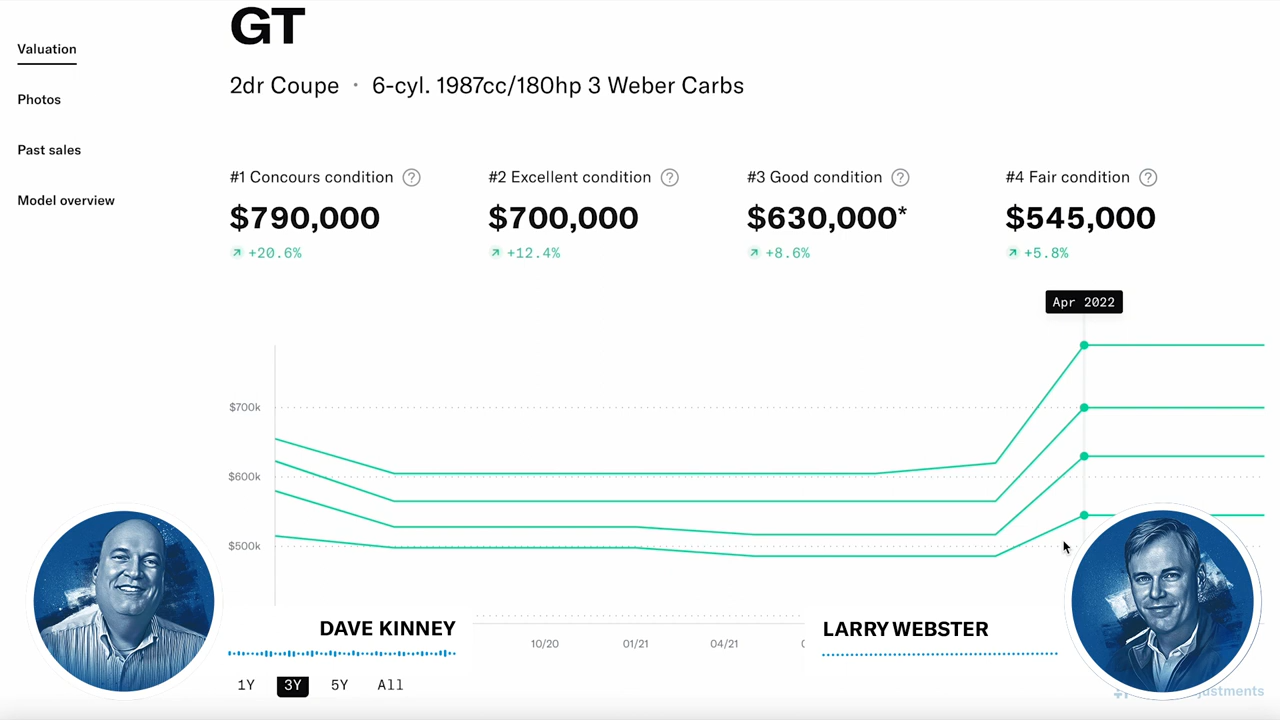 GT
Valuation
2dr Coupe · 6-cyl. 1987cc/180hp 3 Weber Carbs
Photos
Past sales
Model overview
#1 Concours condition ?
$790,000
+20.6%
#2 Excellent condition ?
$700,000
+12.4%
#3 Good condition ?
$630,000*
+8.6%
#4 Fair condition ?
$545,000
+5.8%
Apr 2022
$700k
$600k
$500k
DAVE KINNEY
LARRY WEBSTER
10/20 01/21 04/21
1Y 3Y 5Y All